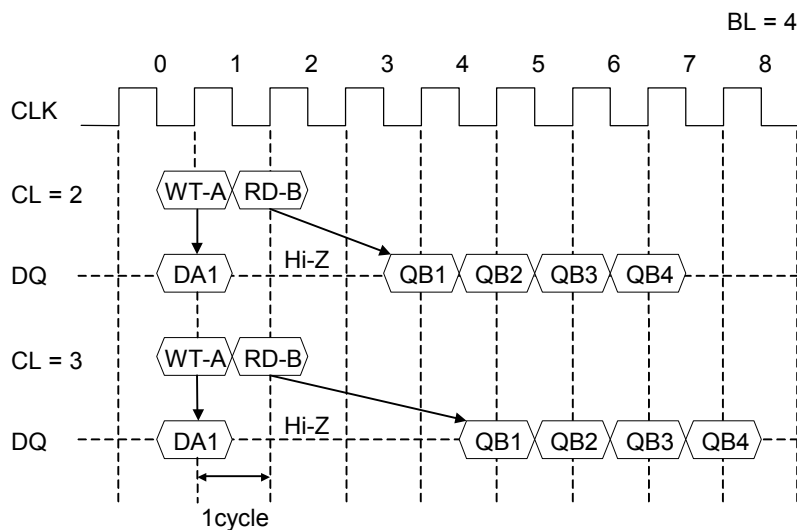 BL = 4
0 1 2 3 4 5 6 7 8
CLK
CL = 2 WT-A RD-B
DQ DA1 Hi-Z QB1 QB2 QB3 QB4
CL = 3 WT-A RD-B
DQ DA1 Hi-Z QB1 QB2 QB3 QB4
1cycle